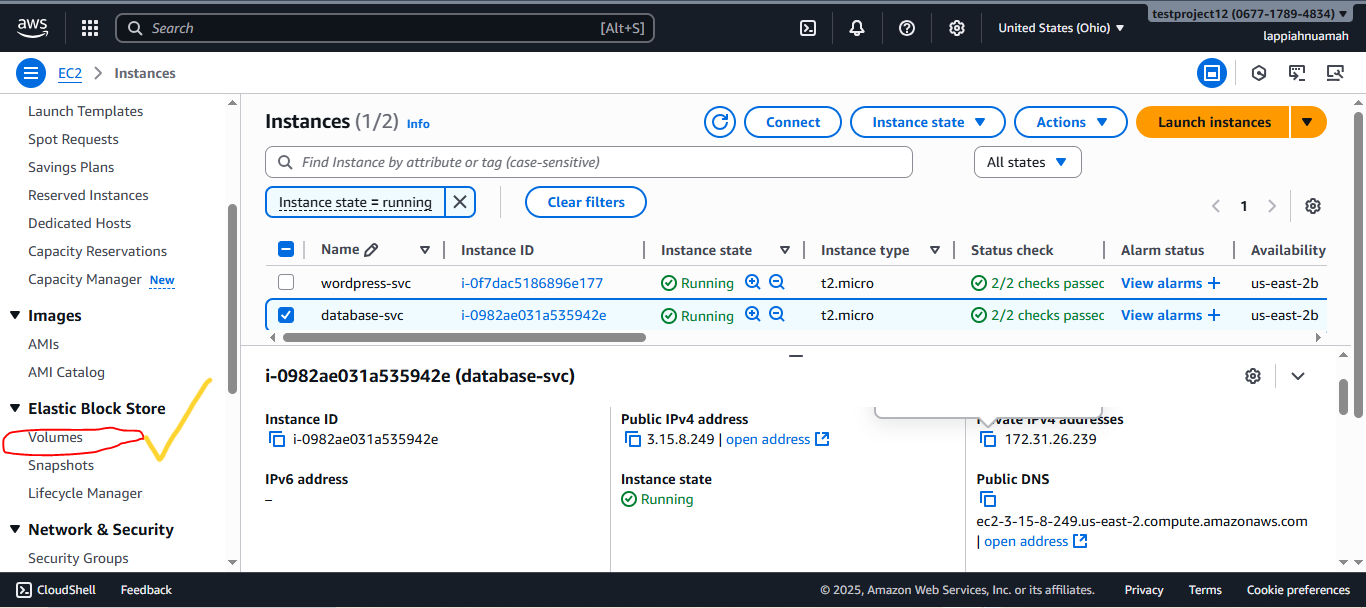 aws
Search [Alt+S]
United States (Ohio)
testproject12 (0677-1789-4834)
lappiahnuamah
EC2 Instances
Launch Templates
Spot Requests
Savings Plans
Reserved Instances
Dedicated Hosts
Capacity Reservations
Capacity Manager New
Images
AMIs
AMI Catalog
Elastic Block Store
Volumes
Snapshots
Lifecycle Manager
Network & Security
Security Groups
Instances (1/2) Info
Connect
Instance state
Actions
Launch instances
Find Instance by attribute or tag (case-sensitive)
All states
Instance state = running
Clear filters
1
Name Instance ID Instance state Instance type Status check Alarm status Availability
wordpress-svc i-0f7dac5186896e177 Running t2.micro 2/2 checks passec View alarms + us-east-2b
database-svc i-0982ae031a535942e Running t2.micro 2/2 checks passec View alarms + us-east-2b
i-0982ae031a535942e (database-svc)
Instance ID
i-0982ae031a535942e
IPv6 address
–
Public IPv4 address
3.15.8.249 | open address
Instance state
Running
Private IPv4 addresses
172.31.26.239
Public DNS
ec2-3-15-8-249.us-east-2.compute.amazonaws.com
| open address
CloudShell Feedback © 2025, Amazon Web Services, Inc. or its affiliates. Privacy Terms Cookie preferences